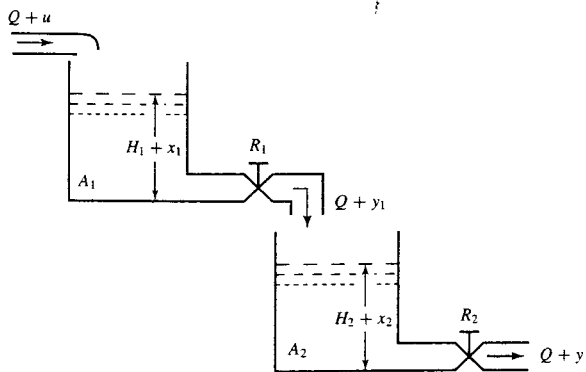 Q + u
H₁ + x₁
R₁
A₁
Q + y₁
H₂ + x₂
R₂
A₂
Q + y